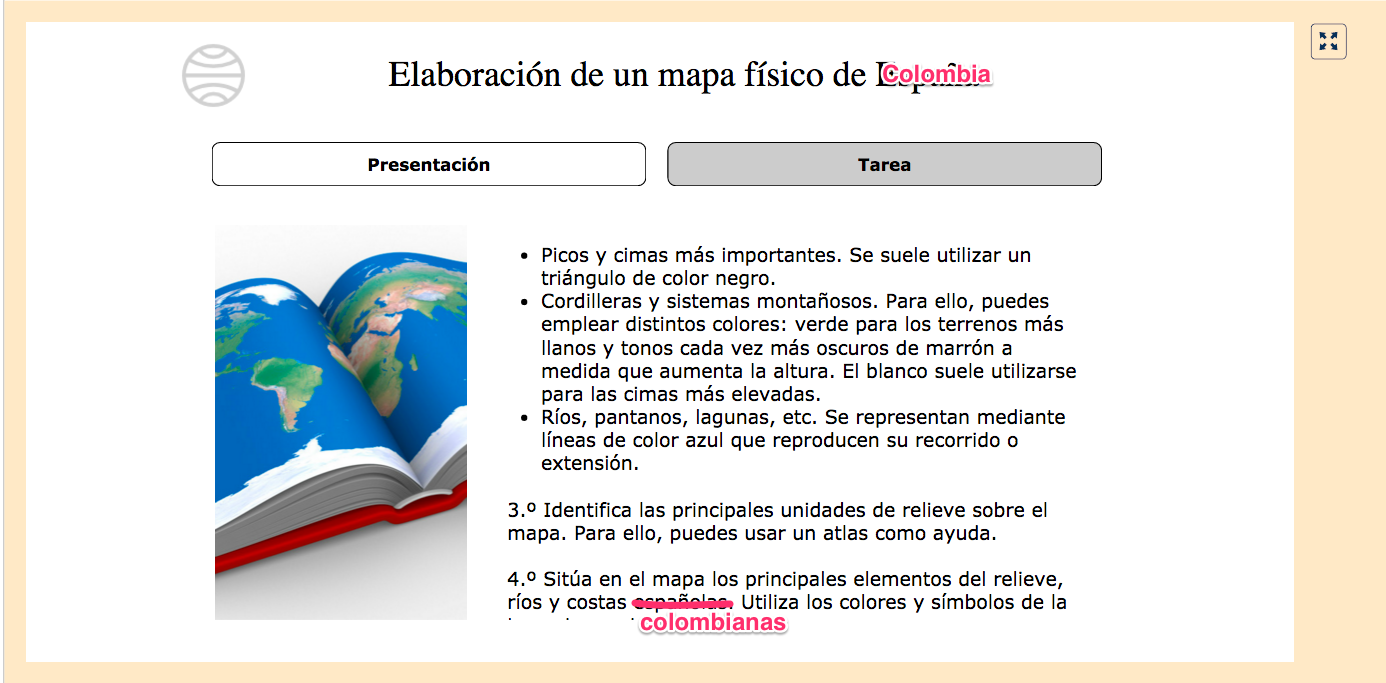 Elaboración de un mapa físico de España
Colombia
Presentación
Tarea
• Picos y cimas más importantes. Se suele utilizar un
triángulo de color negro.
• Cordilleras y sistemas montañosos. Para ello, puedes
emplear distintos colores: verde para los terrenos más
llanos y tonos cada vez más oscuros de marrón a
medida que aumenta la altura. El blanco suele utilizarse
para las cimas más elevadas.
• Ríos, pantanos, lagunas, etc. Se representan mediante
líneas de color azul que reproducen su recorrido o
extensión.
3.º Identifica las principales unidades de relieve sobre el
mapa. Para ello, puedes usar un atlas como ayuda.
4.º Sitúa en el mapa los principales elementos del relieve,
ríos y costas españolas. Utiliza los colores y símbolos de la
colombianas